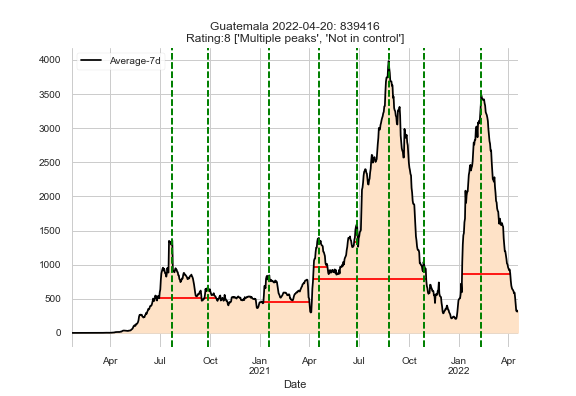 Guatemala 2022-04-20: 839416
Rating:8 ['Multiple peaks', 'Not in control']
Average-7d
4000
3500
3000
2500
2000
1500
1000
500
0
Apr Jul Oct Jan Apr Jul Oct Jan Apr
2021 2022
Date